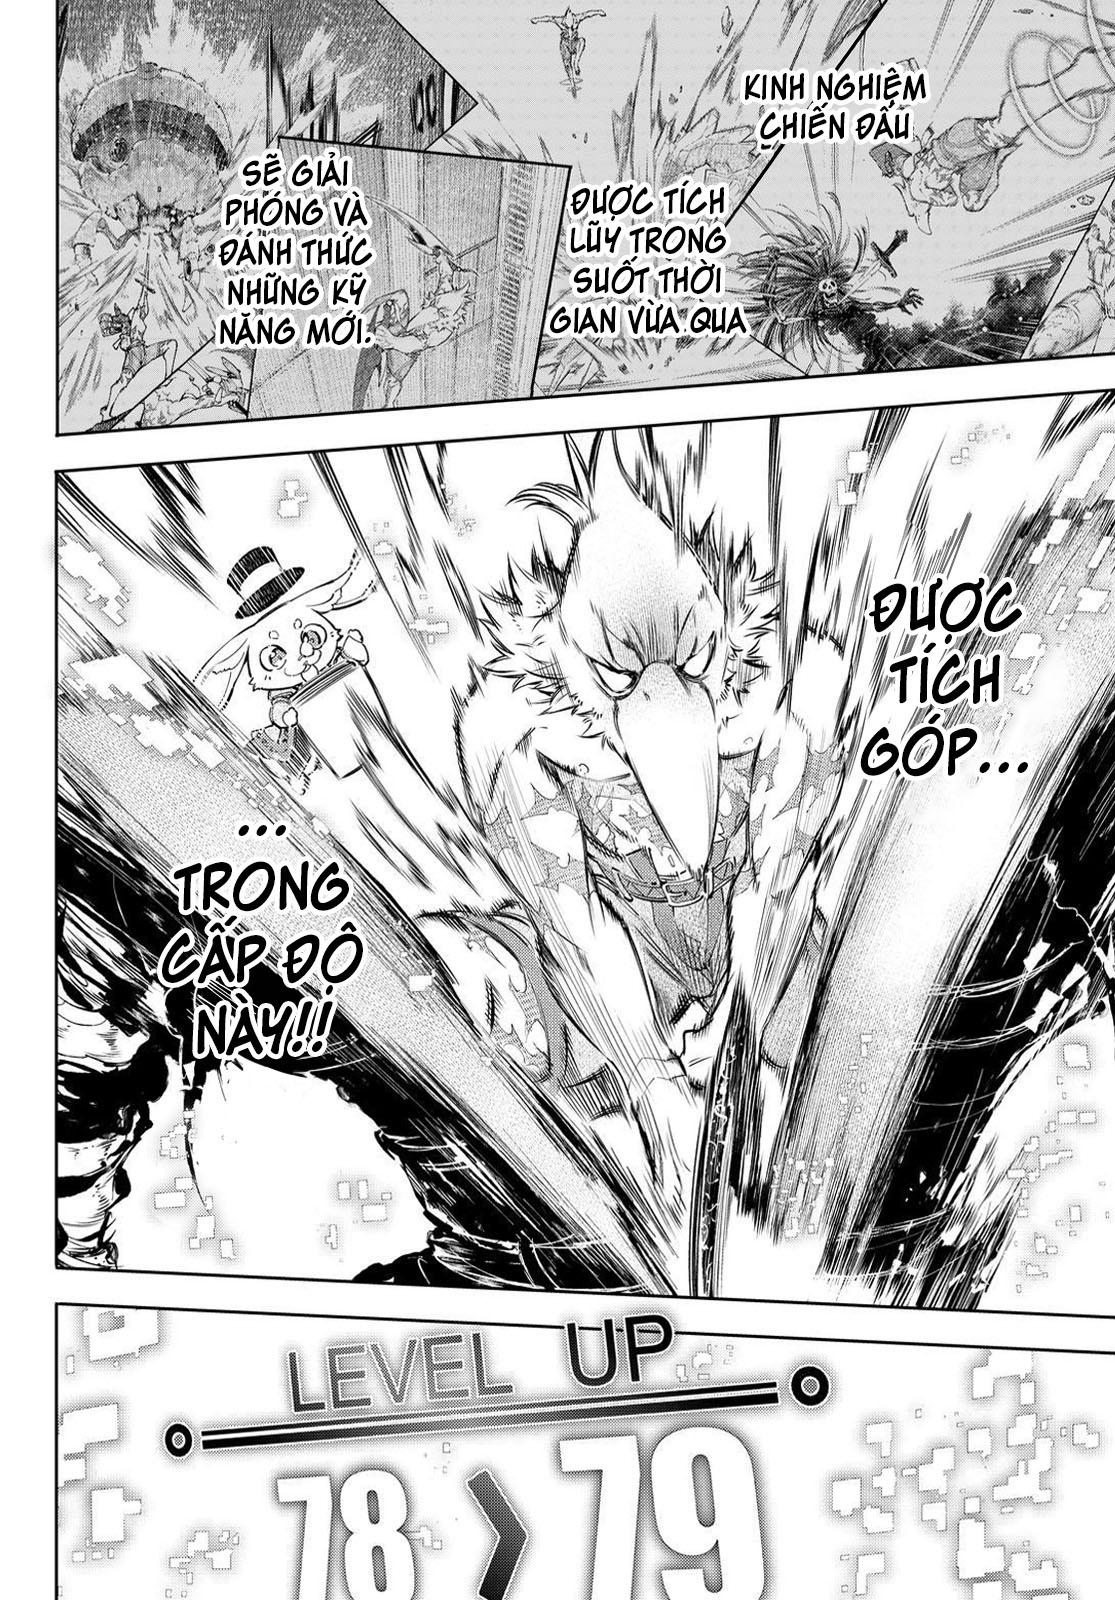 KINH NGHIỆM
CHIẾN ĐẤU
ĐƯỢC TÍCH
LŨY TRONG
SUỐT THỜI
GIAN VỪA QUA
SẼ GIẢI
PHÓNG VÀ
ĐÁNH THỨC
NHỮNG KỸ
NĂNG MỚI.
ĐƯỢC
TÍCH
GÓP...
...
TRONG
CẤP ĐỘ
NÀY!!
LEVEL UP
78 > 79